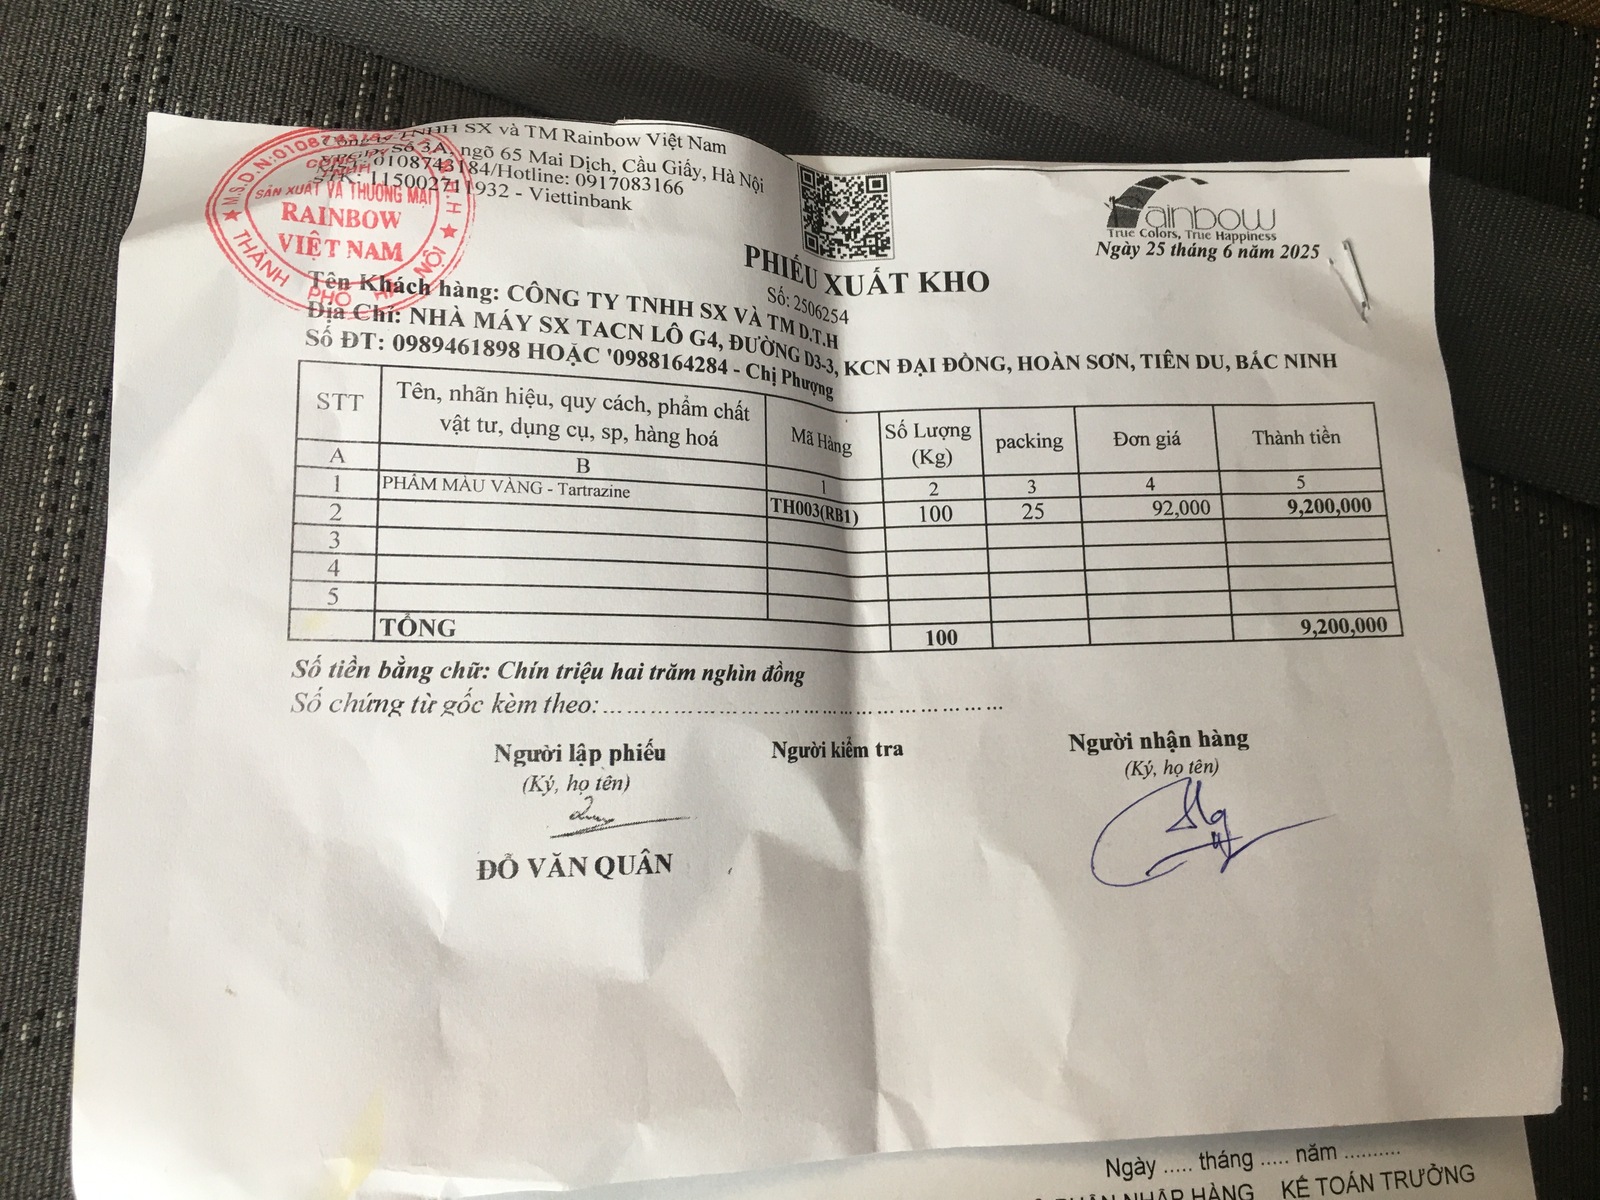 TNHH SX và TM Rainbow Việt Nam
Số 3A, ngõ 65 Mai Dịch, Cầu Giấy, Hà Nội
0108743184/Hotline: 0917083166
STK: 115002711932 - Viettinbank
M.S.D.N:0108743184
SẢN XUẤT VÀ THƯƠNG MẠI
RAINBOW
VIỆT NAM
THÀNH PHỐ HÀ NỘI
Rainbow
True Colors, True Happiness
Ngày 25 tháng 6 năm 2025
PHIẾU XUẤT KHO
Số: 2506254
Tên Khách hàng: CÔNG TY TNHH SX VÀ TM D.T.H
Địa Chỉ: NHÀ MÁY SX TACN LÔ G4, ĐƯỜNG D3-3, KCN ĐẠI ĐỒNG, HOÀN SƠN, TIÊN DU, BẮC NINH
Số ĐT: 0989461898 HOẶC '0988164284 - Chị Phượng
STT Tên, nhãn hiệu, quy cách, phẩm chất vật tư, dụng cụ, sp, hàng hoá Mã Hàng Số Lượng (Kg) packing Đơn giá Thành tiền
A B 1 2 3 4 5
1 PHẨM MÀU VÀNG - Tartrazine TH003(RB1) 100 25 92,000 9,200,000
2
3
4
5
TỔNG 100 9,200,000
Số tiền bằng chữ: Chín triệu hai trăm nghìn đồng
Số chứng từ gốc kèm theo:................................................
Người lập phiếu Người kiểm tra Người nhận hàng
(Ký, họ tên) (Ký, họ tên)
ĐỖ VĂN QUÂN
Ngày ..... tháng ..... năm ..........
NHẬP HÀNG KẾ TOÁN TRƯỞNG